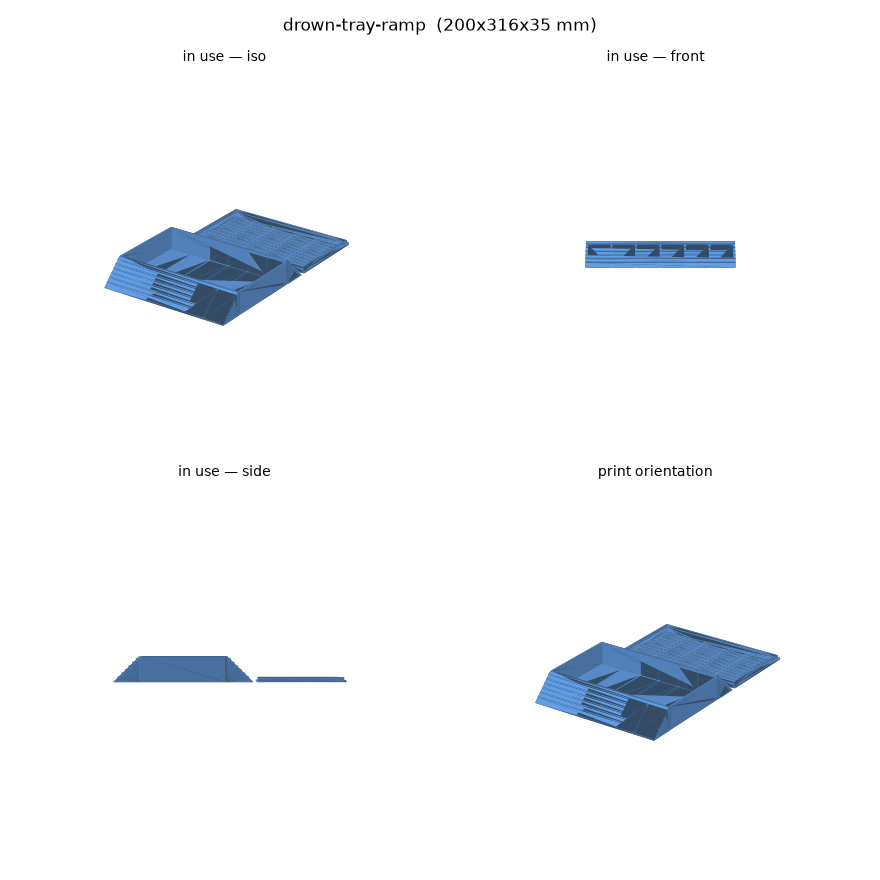 drown-tray-ramp  (200x316x35 mm)
in use — iso
in use — front
in use — side
print orientation